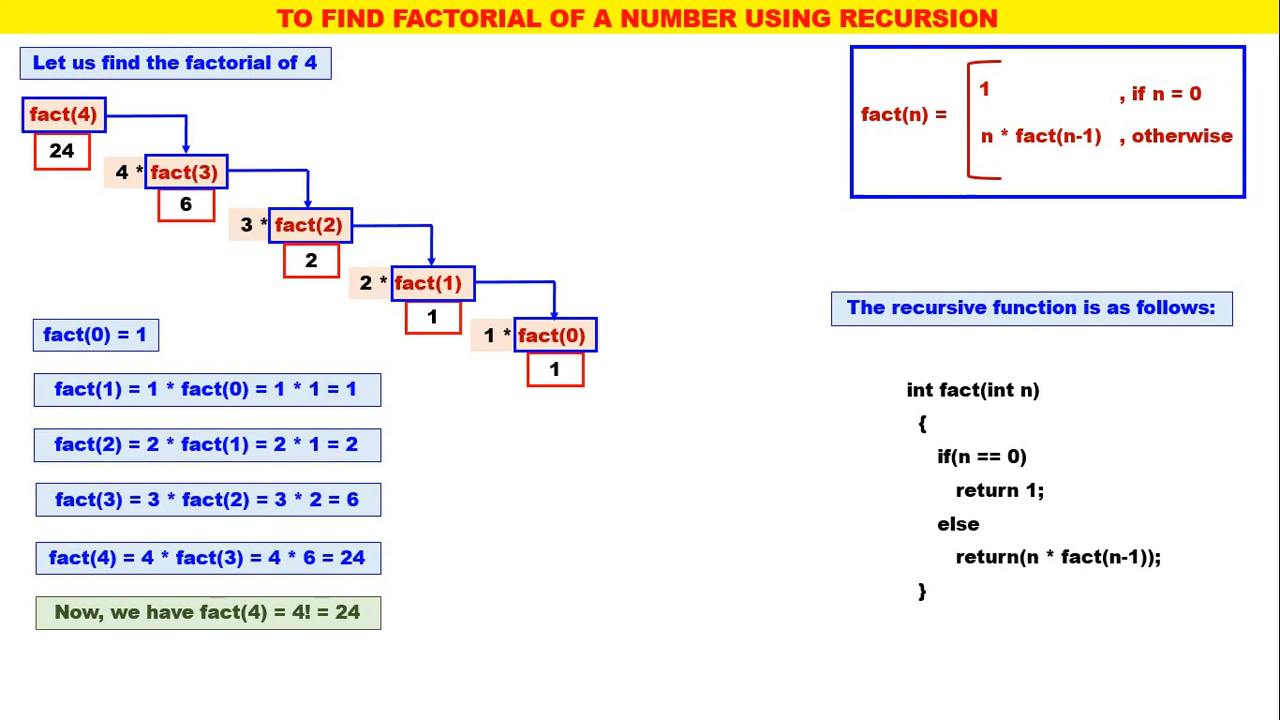 TO FIND FACTORIAL OF A NUMBER USING RECURSION
Let us find the factorial of 4
fact(4)
24
4 * fact(3)
6
3 * fact(2)
2
2 * fact(1)
1
1 * fact(0)
1
fact(0) = 1
fact(1) = 1 * fact(0) = 1 * 1 = 1
fact(2) = 2 * fact(1) = 2 * 1 = 2
fact(3) = 3 * fact(2) = 3 * 2 = 6
fact(4) = 4 * fact(3) = 4 * 6 = 24
Now, we have fact(4) = 4! = 24
1 , if n = 0
fact(n) =
n * fact(n-1) , otherwise
The recursive function is as follows:
int fact(int n)
{
if(n == 0)
return 1;
else
return(n * fact(n-1));
}